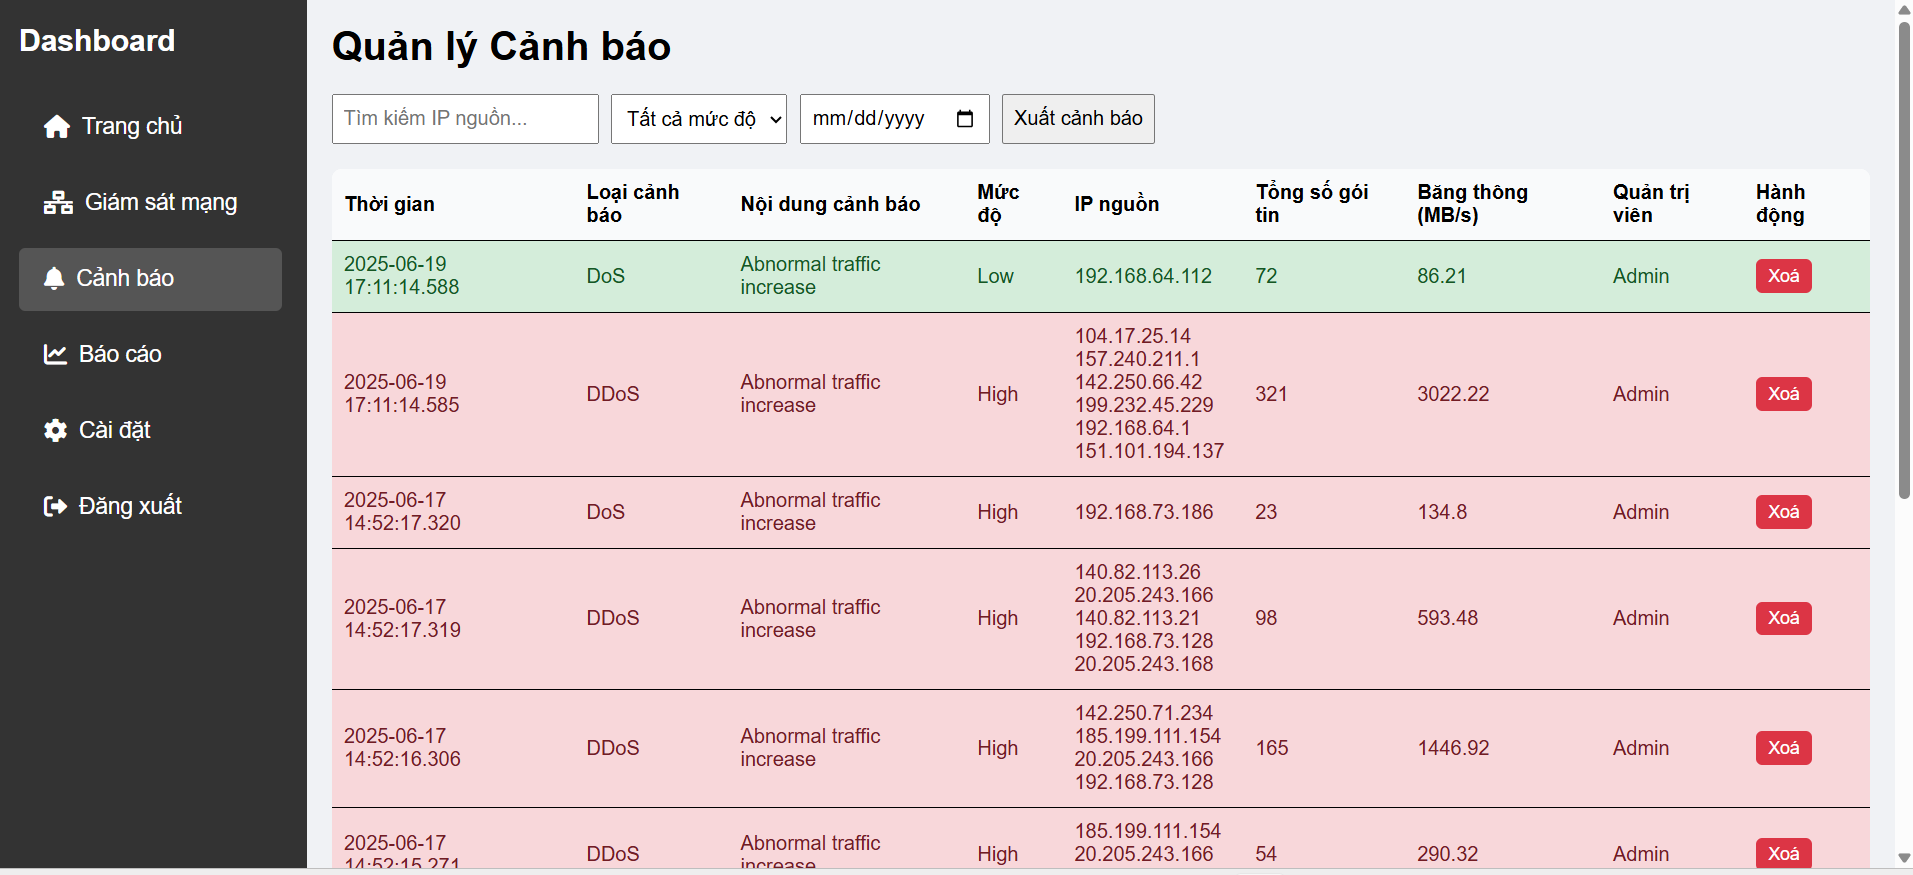 Dashboard
Trang chủ
Giám sát mạng
Cảnh báo
Báo cáo
Cài đặt
Đăng xuất
Quản lý Cảnh báo
Tìm kiếm IP nguồn...
Tất cả mức độ
mm/dd/yyyy
Xuất cảnh báo
Thời gian
Loại cảnh
báo
Nội dung cảnh báo
Mức
độ
IP nguồn
Tổng số gói
tin
Băng thông
(MB/s)
Quản trị
viên
Hành
động
2025-06-19
17:11:14.588
DoS
Abnormal traffic
increase
Low
192.168.64.112
72
86.21
Admin
Xoá
2025-06-19
17:11:14.585
DDoS
Abnormal traffic
increase
High
104.17.25.14
157.240.211.1
142.250.66.42
199.232.45.229
192.168.64.1
151.101.194.137
321
3022.22
Admin
Xoá
2025-06-17
14:52:17.320
DoS
Abnormal traffic
increase
High
192.168.73.186
23
134.8
Admin
Xoá
2025-06-17
14:52:17.319
DDoS
Abnormal traffic
increase
High
140.82.113.26
20.205.243.166
140.82.113.21
192.168.73.128
20.205.243.168
98
593.48
Admin
Xoá
2025-06-17
14:52:16.306
DDoS
Abnormal traffic
increase
High
142.250.71.234
185.199.111.154
20.205.243.166
192.168.73.128
165
1446.92
Admin
Xoá
2025-06-17
14:52:15.271
DDoS
Abnormal traffic
increase
High
185.199.111.154
20.205.243.166
54
290.32
Admin
Xoá